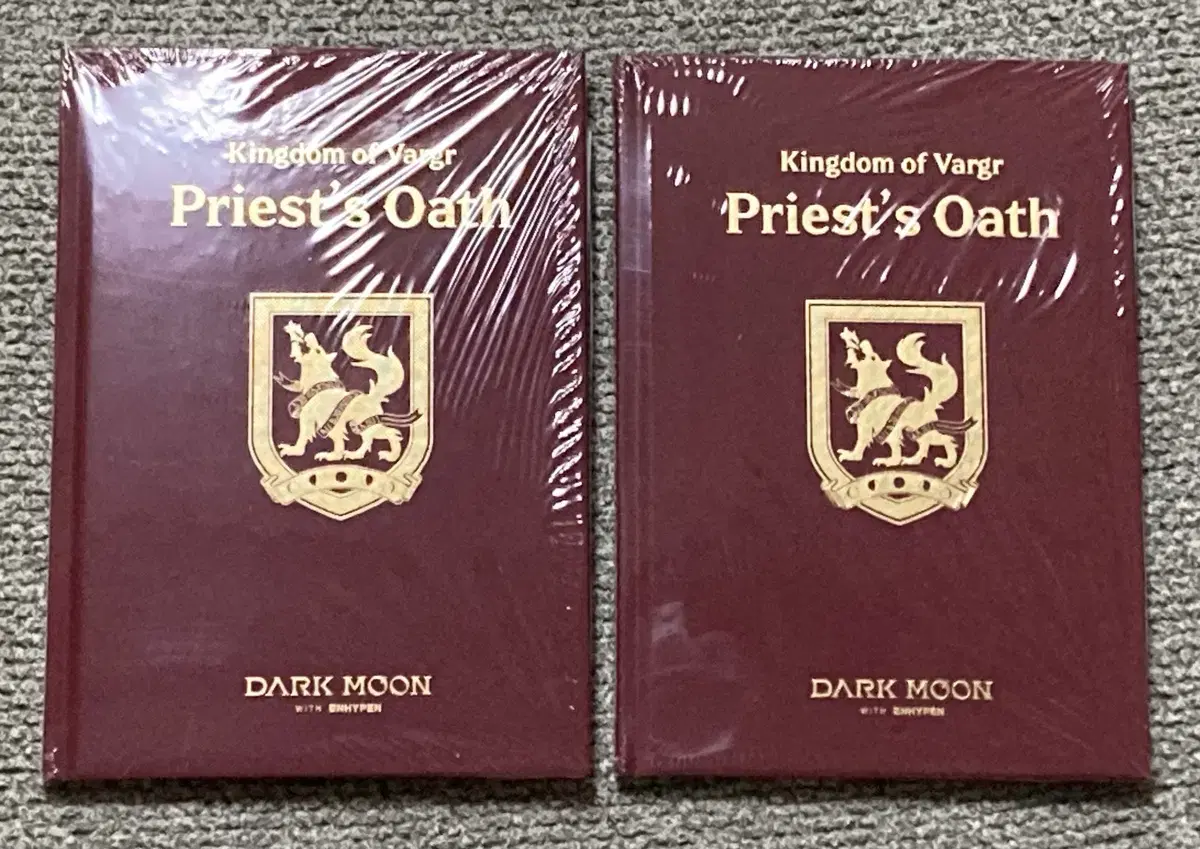 Kingdom of Vargr
Priest's Oath
DARK MOON
WITH ENHYPEN
Kingdom of Vargr
Priest's Oath
DARK MOON
WITH ENHYPEN